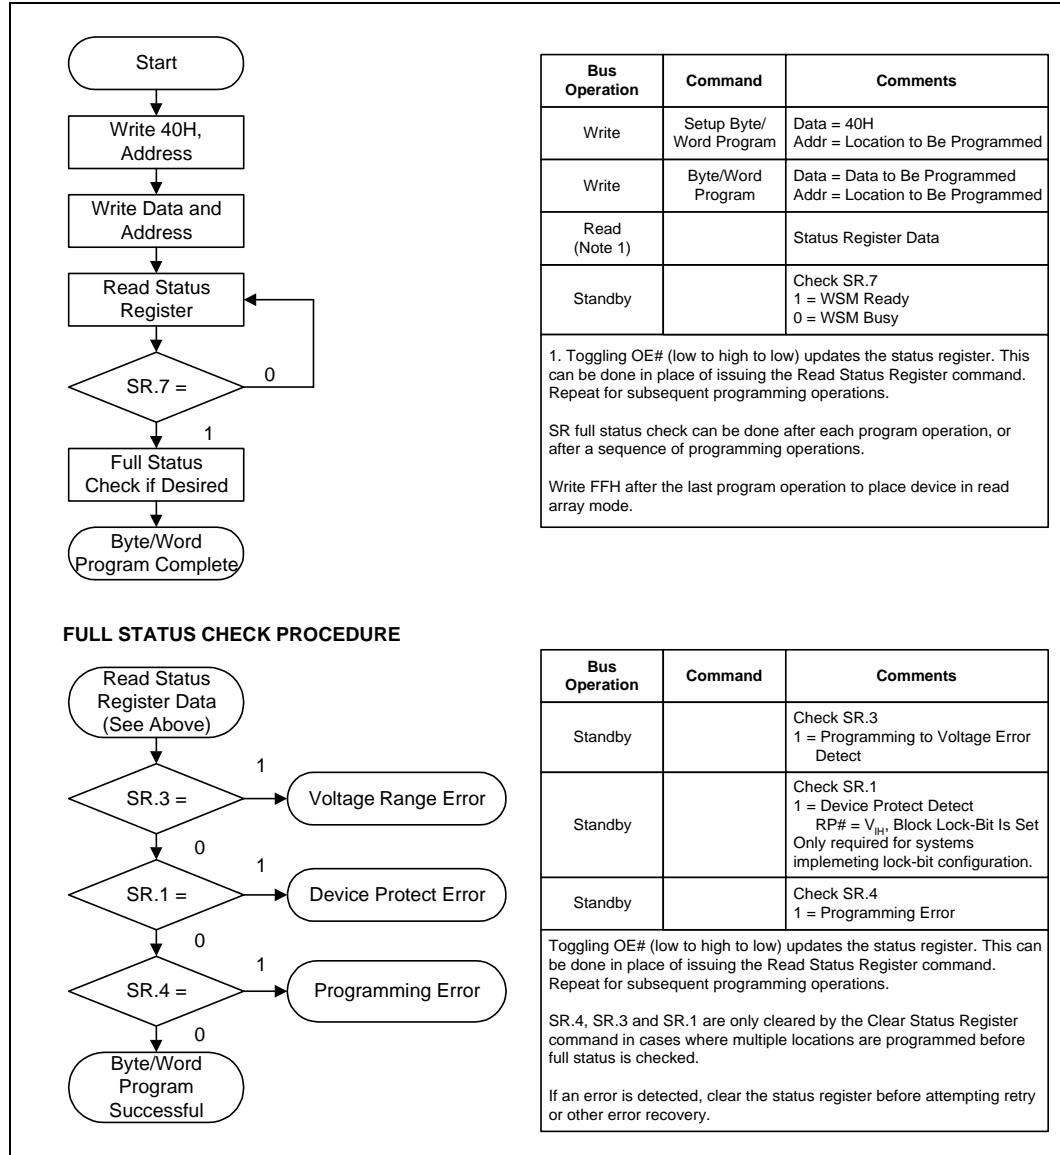 Start
Write 40H,
Address
Write Data and
Address
Read Status
Register
SR.7 =
0
1
Full Status
Check if Desired
Byte/Word
Program Complete
Bus
Operation
Command
Comments
Write
Setup Byte/
Word Program
Data = 40H
Addr = Location to Be Programmed
Write
Byte/Word
Program
Data = Data to Be Programmed
Addr = Location to Be Programmed
Read
(Note 1)
Status Register Data
Standby
Check SR.7
1 = WSM Ready
0 = WSM Busy
1. Toggling OE# (low to high to low) updates the status register. This
can be done in place of issuing the Read Status Register command.
Repeat for subsequent programming operations.
SR full status check can be done after each program operation, or
after a sequence of programming operations.
Write FFH after the last program operation to place device in read
array mode.
FULL STATUS CHECK PROCEDURE
Read Status
Register Data
(See Above)
SR.3 =
1
Voltage Range Error
0
SR.1 =
1
Device Protect Error
0
SR.4 =
1
Programming Error
0
Byte/Word
Program
Successful
Bus
Operation
Command
Comments
Standby
Check SR.3
1 = Programming to Voltage Error
Detect
Standby
Check SR.1
1 = Device Protect Detect
RP# = VIH, Block Lock-Bit Is Set
Only required for systems
implemeting lock-bit configuration.
Standby
Check SR.4
1 = Programming Error
Toggling OE# (low to high to low) updates the status register. This can
be done in place of issuing the Read Status Register command.
Repeat for subsequent programming operations.
SR.4, SR.3 and SR.1 are only cleared by the Clear Status Register
command in cases where multiple locations are programmed before
full status is checked.
If an error is detected, clear the status register before attempting retry
or other error recovery.